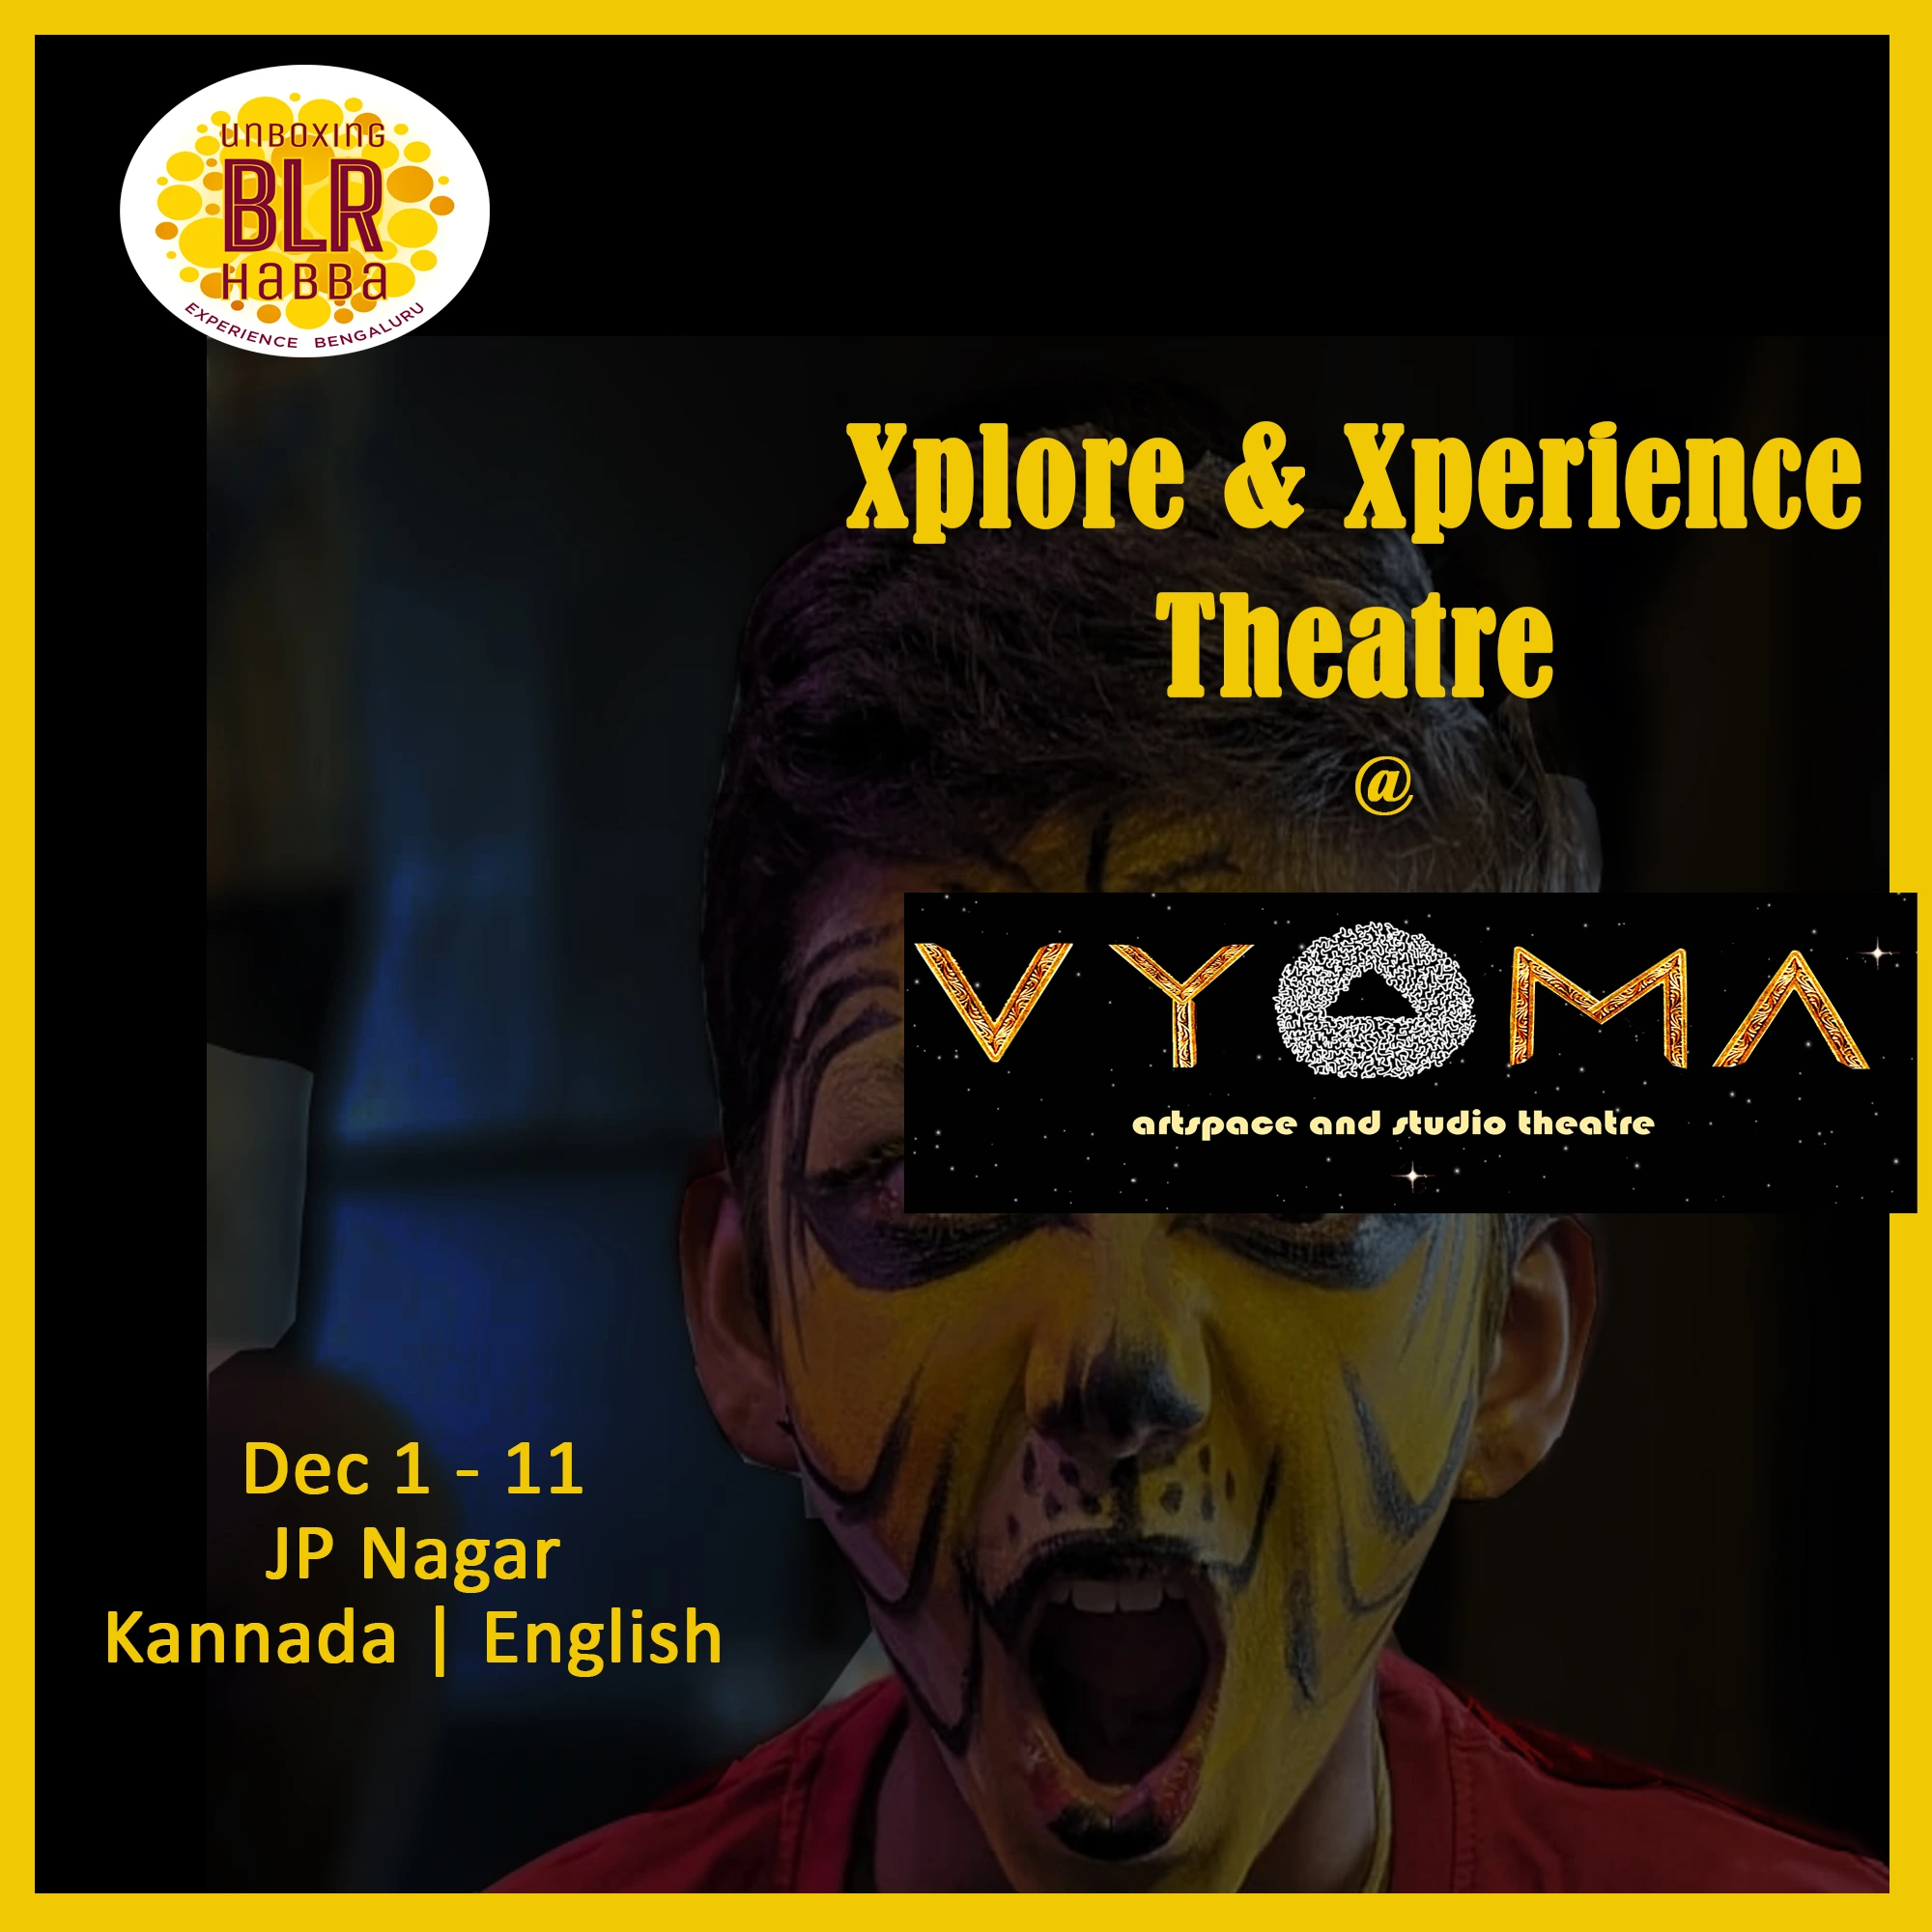 UNBOXING
BLR
HABBA
EXPERIENCE BENGALURU
Xplore & Xperience
Theatre
@
VYOMA
artspace and studio theatre
Dec 1 - 11
JP Nagar
Kannada | English